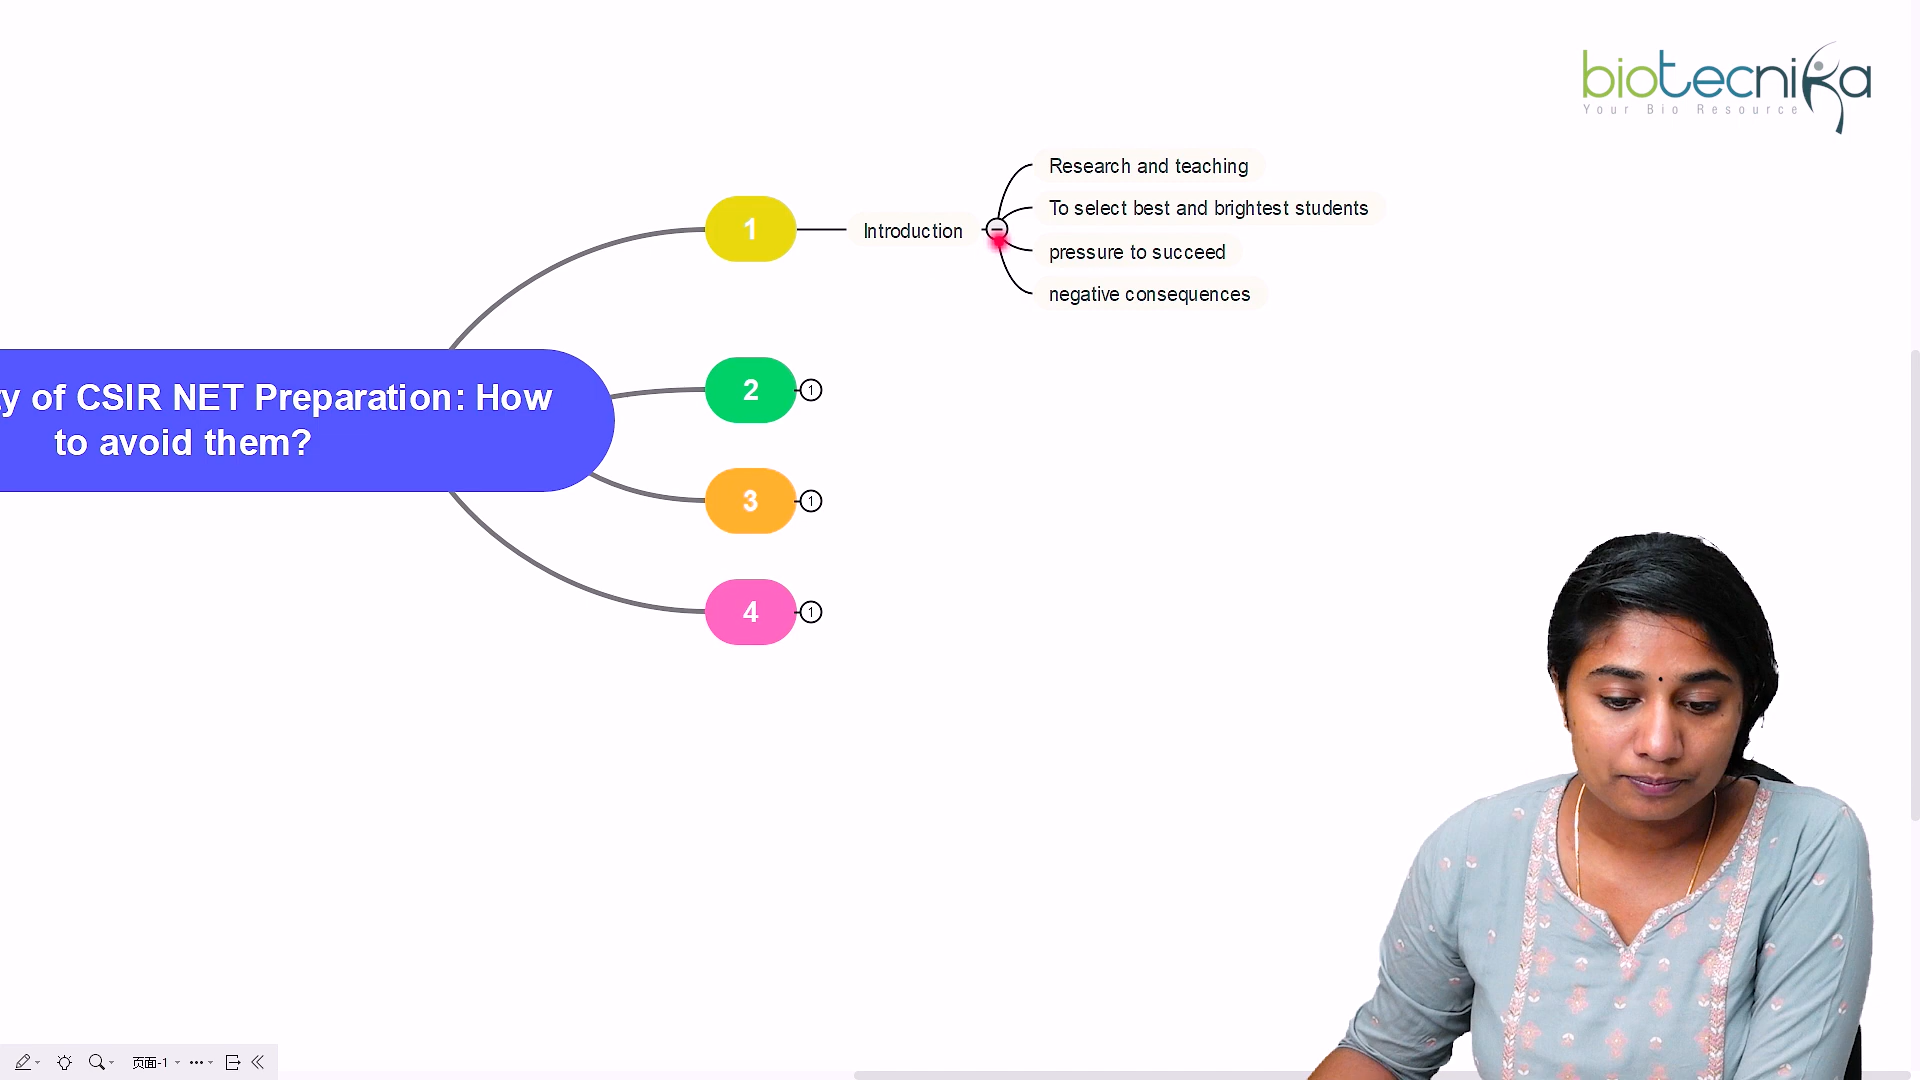 biotecnika
Your Bio Resource
Research and teaching
To select best and brightest students
1
Introduction
pressure to succeed
negative consequences
y of CSIR NET Preparation: How
to avoid them?
2
1
3
1
4
1
页面-1